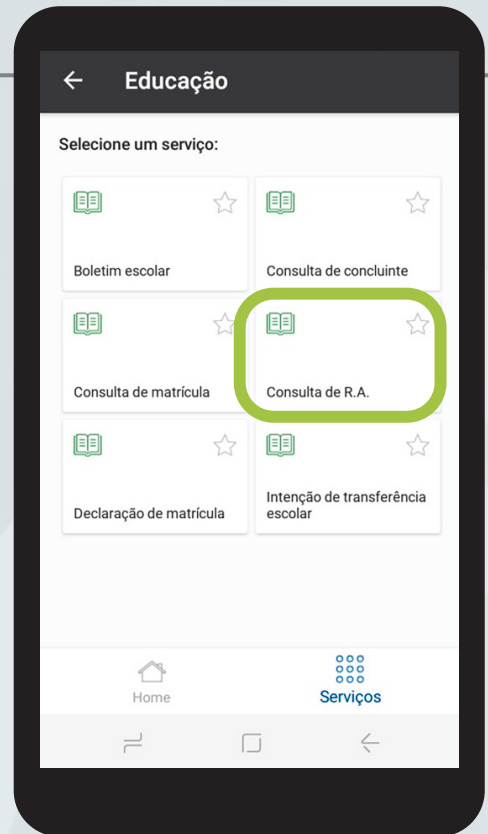 Educação
Selecione um serviço:
Boletim escolar
Consulta de concluinte
Consulta de matrícula
Consulta de R.A.
Declaração de matrícula
Intenção de transferência
escolar
Home
Serviços